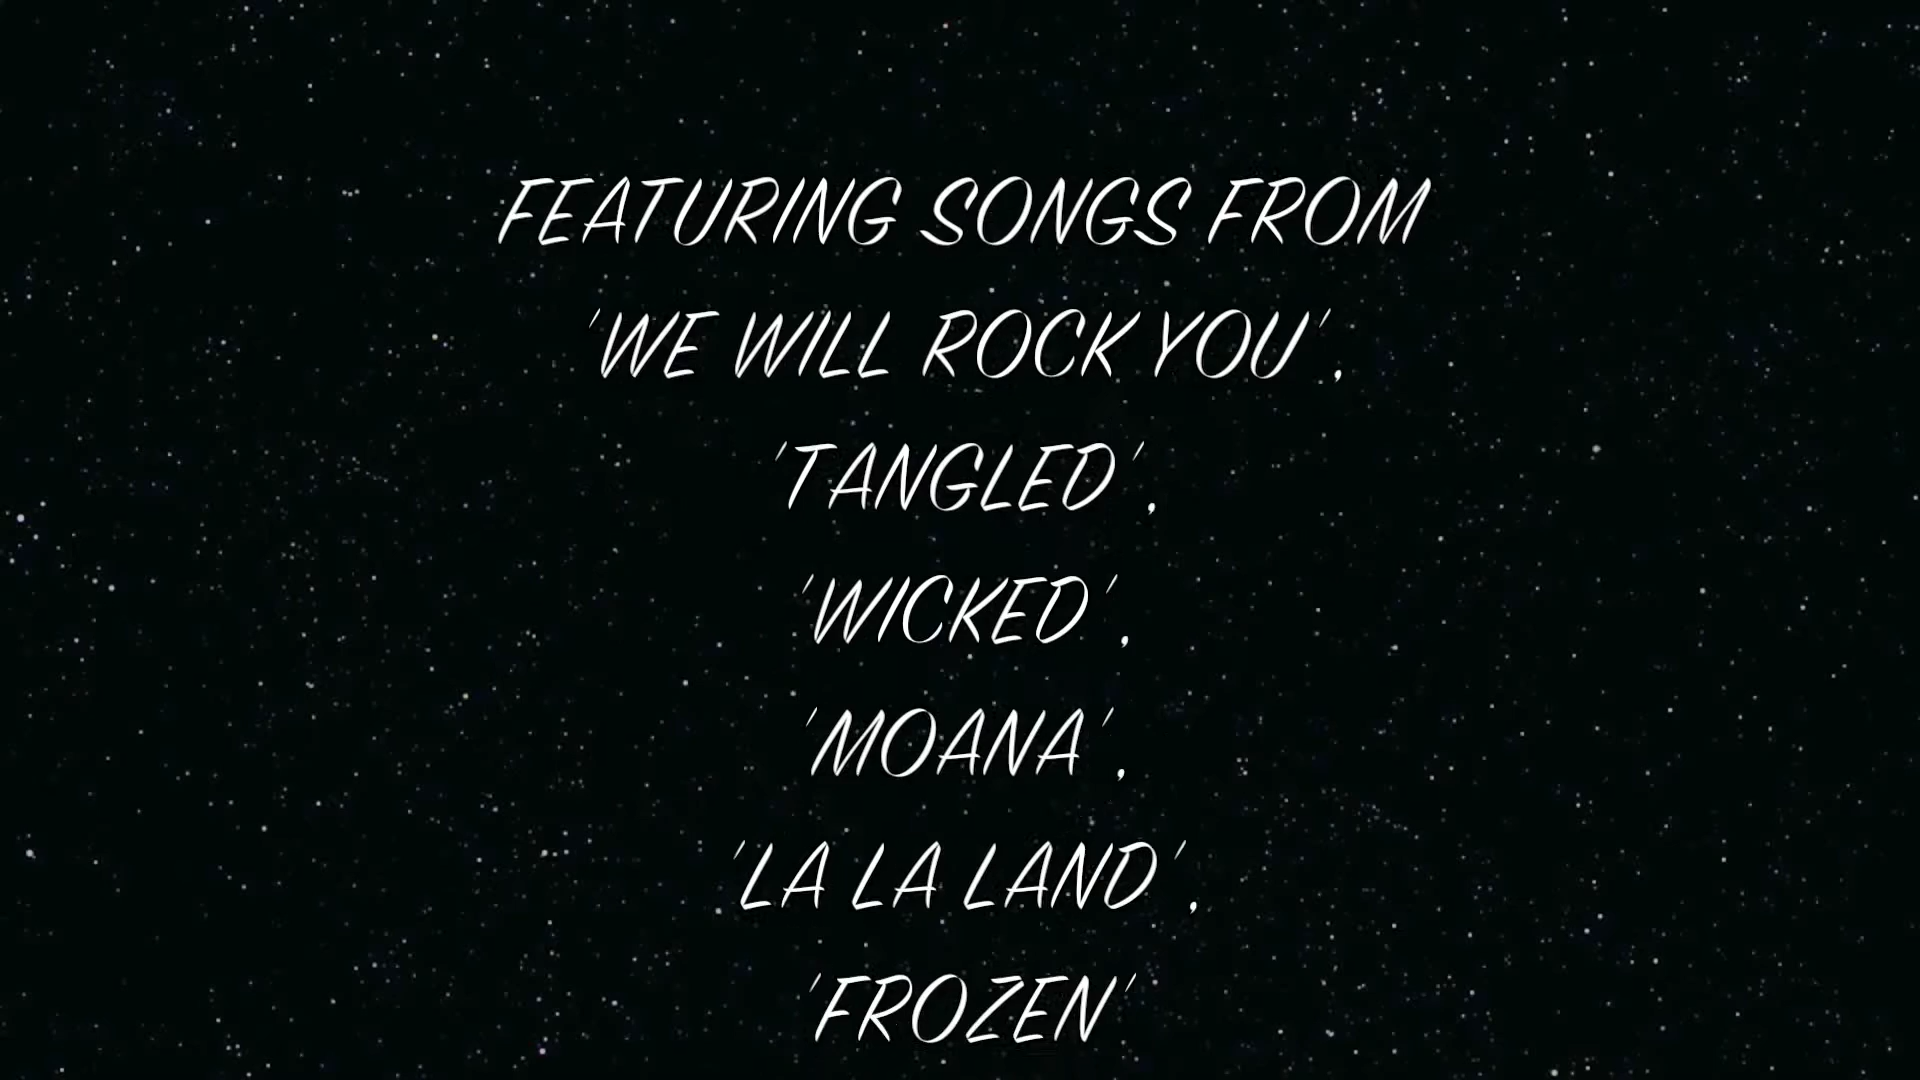 FEATURING SONGS FROM
'WE WILL ROCK YOU',
'TANGLED',
'WICKED',
'MOANA',
'LA LA LAND',
'FROZEN'